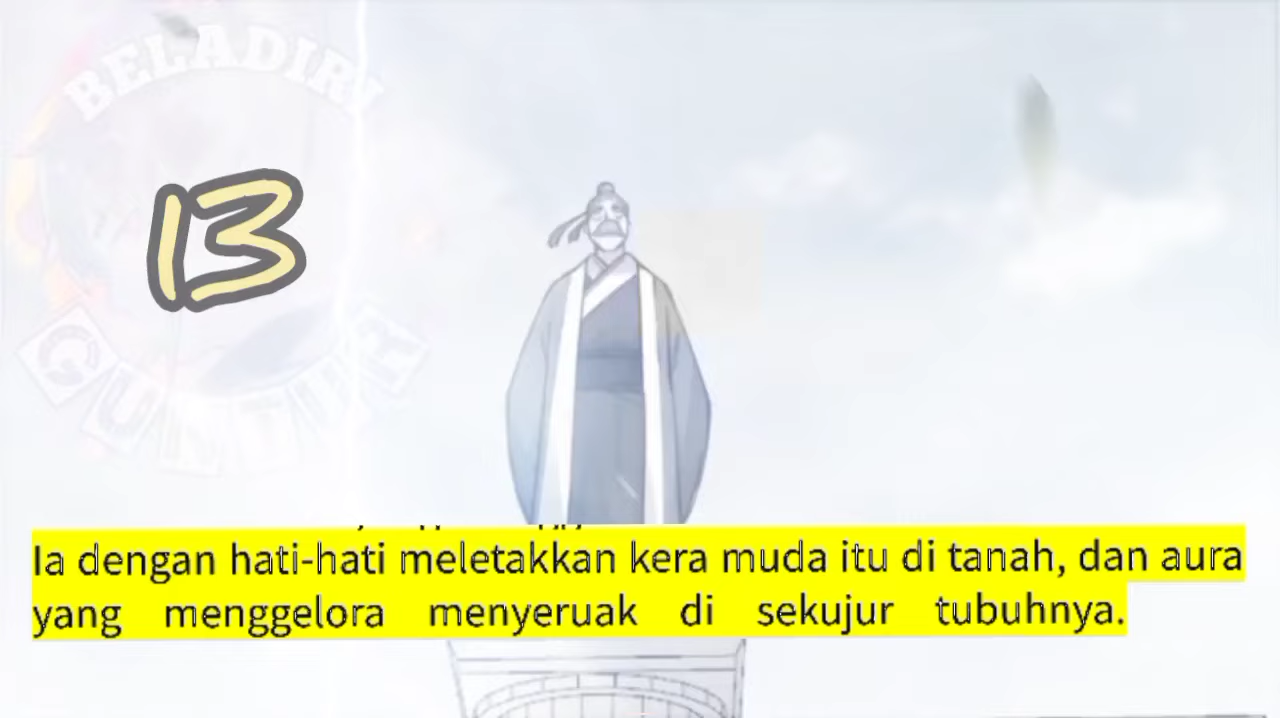 BELADIRI
13
Ia dengan hati-hati meletakkan kera muda itu di tanah, dan aura
yang menggelora menyeruak di sekujur tubuhnya.